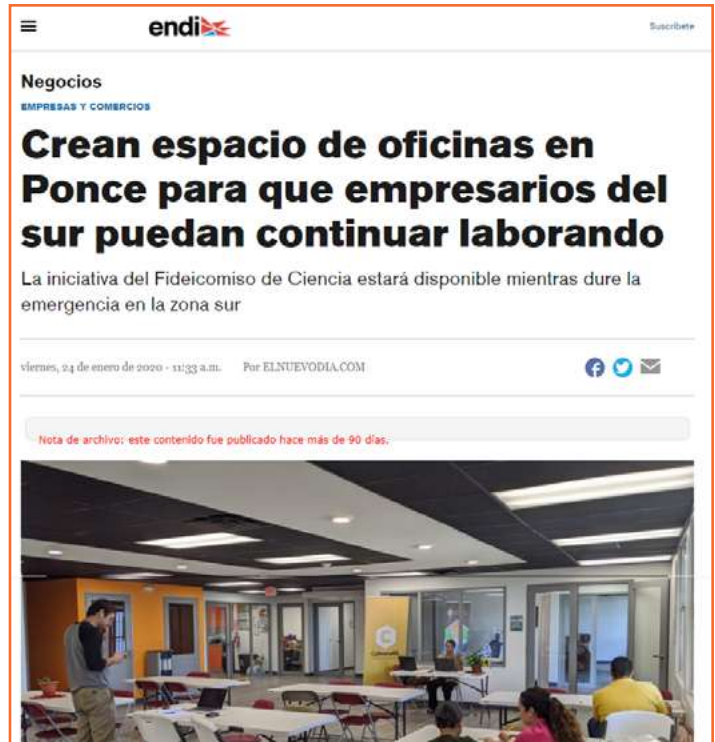 endi
Suscríbete
Negocios
EMPRESAS Y COMERCIOS
Crean espacio de oficinas en
Ponce para que empresarios del
sur puedan continuar laborando
La iniciativa del Fideicomiso de Ciencia estará disponible mientras dure la
emergencia en la zona sur
viernes, 24 de enero de 2020 - 11:33 a.m. Por ELNUEVODIA.COM
Nota de archivo: este contenido fue publicado hace más de 90 días.